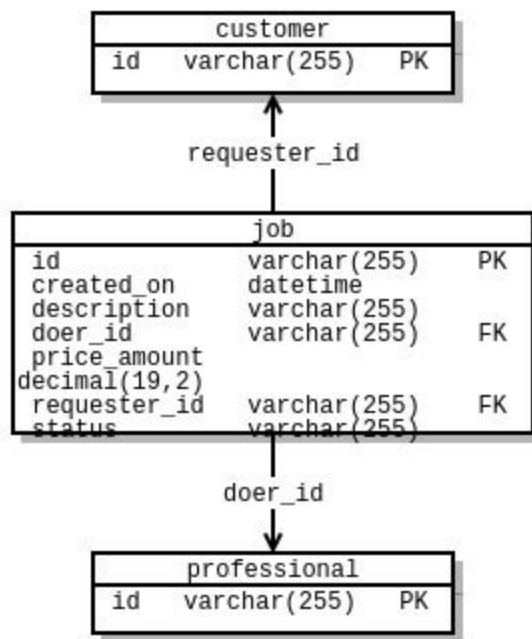 customer
id varchar(255) PK
requester_id
job
id varchar(255) PK
created_on datetime
description varchar(255)
doer_id varchar(255) FK
price_amount
decimal(19,2)
requester_id varchar(255) FK
status varchar(255)
doer_id
professional
id varchar(255) PK